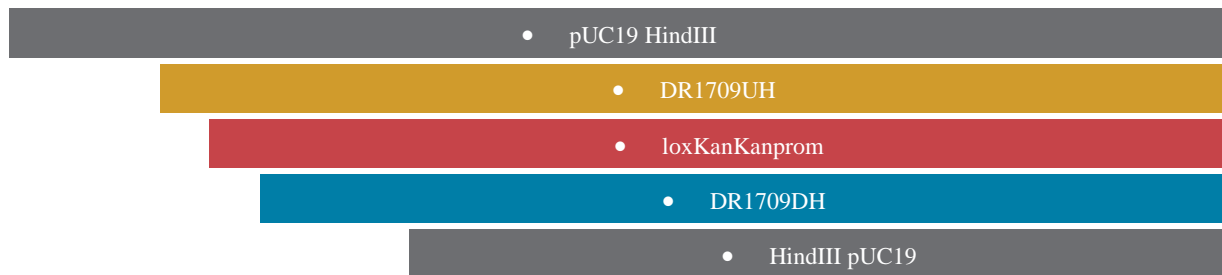 • pUC19 HindIII
• DR1709UH
• loxKanKanprom
• DR1709DH
• HindIII pUC19